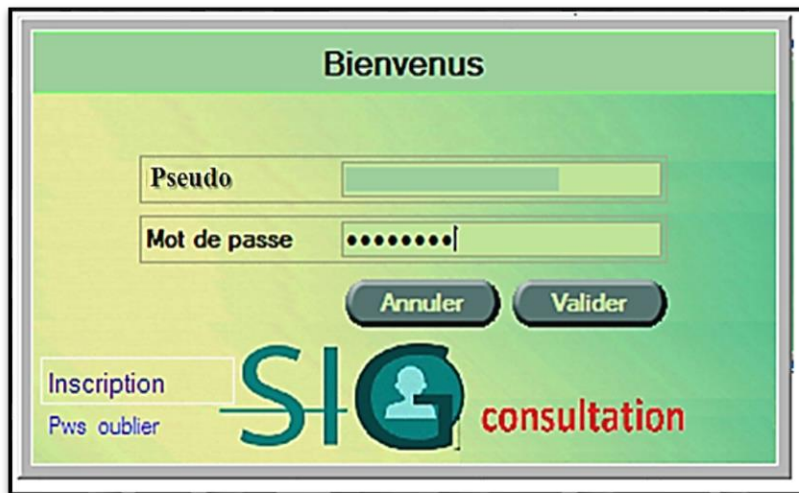 Bienvenus
Pseudo
Mot de passe ••••••••
Annuler Valider
Inscription
Pws oublier
SIG consultation